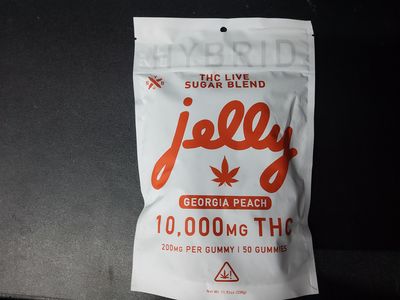 HYBRID
THC LIVE
SUGAR BLEND
jelly
GEORGIA PEACH
10,000MG THC
200MG PER GUMMY | 50 GUMMIES